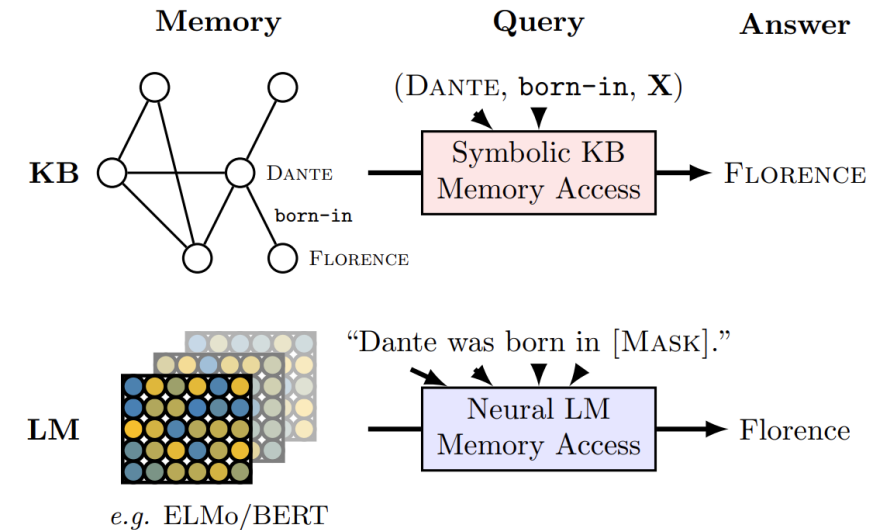 Memory Query Answer
(DANTE, born-in, X)
KB
DANTE
born-in
FLORENCE
Symbolic KB
Memory Access
FLORENCE
“Dante was born in [MASK].”
LM
Neural LM
Memory Access
Florence
e.g. ELMo/BERT